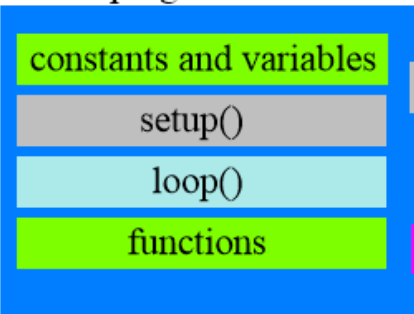 constants and variables
setup()
loop()
functions